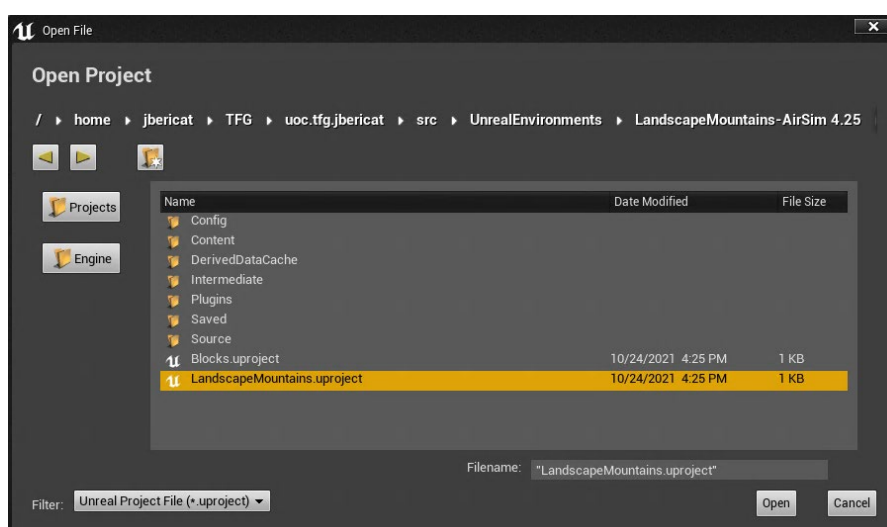 Open File
Open Project
/ home jbericat TFG uoc.tfg.jbericat src UnrealEnvironments LandscapeMountains-AirSim 4.25
Projects
Engine
Name Date Modified File Size
Config
Content
DerivedDataCache
Intermediate
Plugins
Saved
Source
Blocks.uproject 10/24/2021 4:25 PM 1 KB
LandscapeMountains.uproject 10/24/2021 4:25 PM 1 KB
Filename: "LandscapeMountains.uproject"
Filter: Unreal Project File (*.uproject) Open Cancel